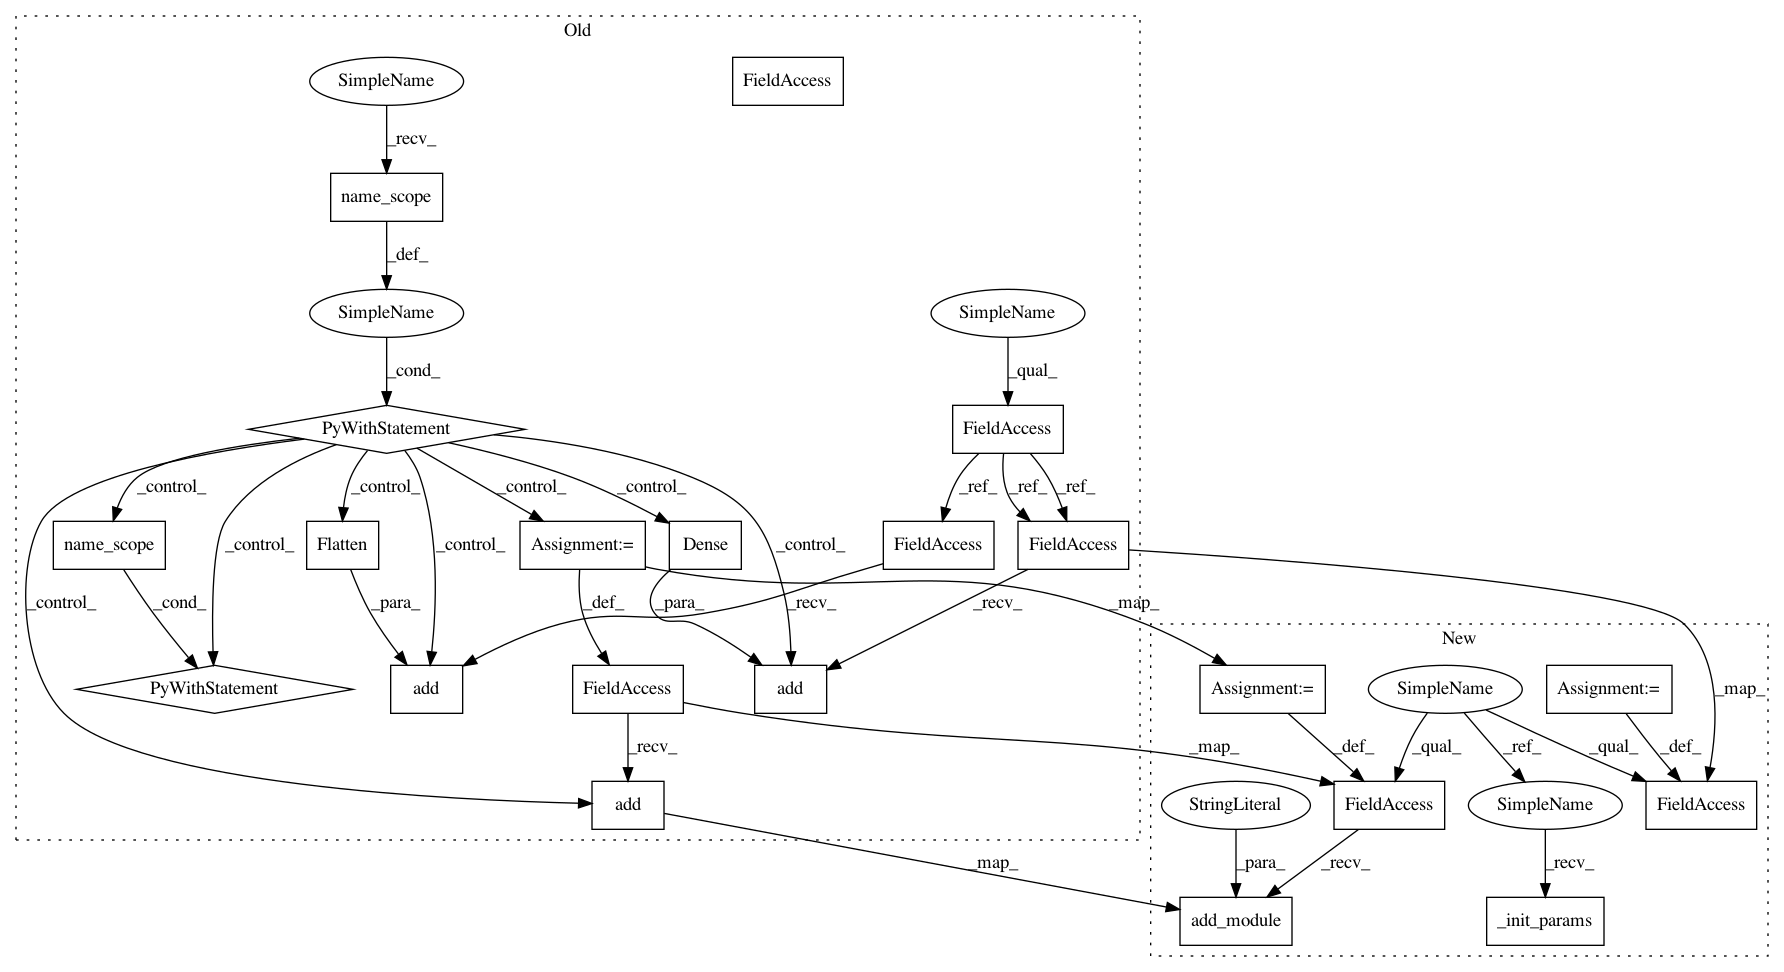 Old
SimpleName
FieldAccess
_recv_
name_scope
_def_
SimpleName
SimpleName
_cond_
_qual_
PyWithStatement
FieldAccess
_control_
_control_
_control_
_control_
_ref_
_ref_
_ref_
name_scope
Flatten
Assignment:=
Dense
FieldAccess
FieldAccess
_control_
_control_
_control_
_control_
_cond_
_para_
_def_
_para_
_recv_
_recv_
_map_
New
PyWithStatement
add
FieldAccess
add
Assignment:=
SimpleName
Assignment:=
_map_
_recv_
_map_
_def_
_qual_
_ref_
_qual_
_def_
add
StringLiteral
FieldAccess
SimpleName
FieldAccess
_map_
_para_
_recv_
_recv_
add_module
_init_params